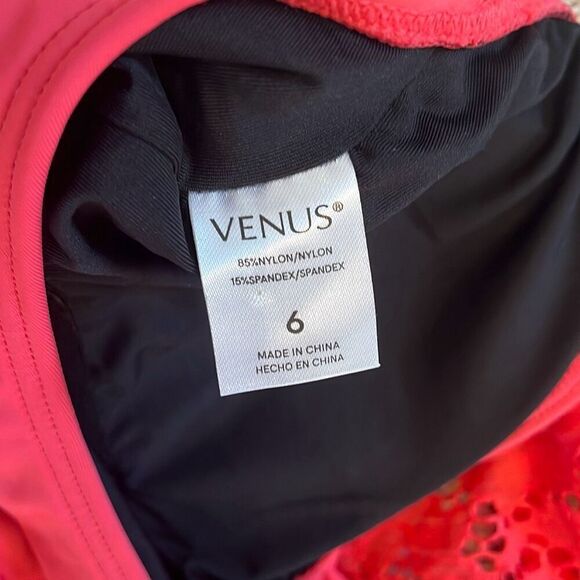 VENUS®
85%NYLON/NYLON
15%SPANDEX/SPANDEX
6
MADE IN CHINA
HECHO EN CHINA